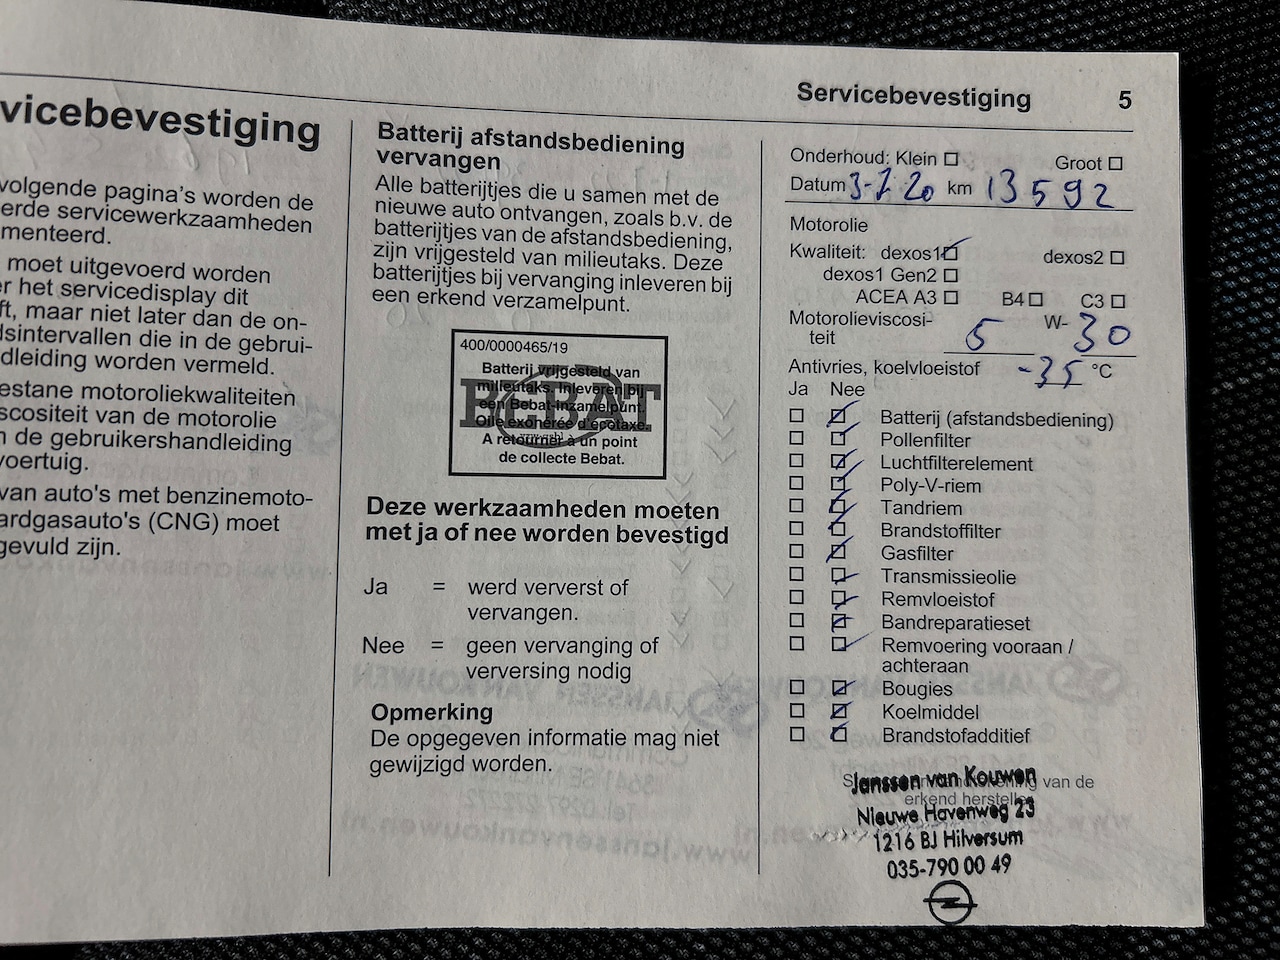 Servicebevestiging 5
vicebevestiging
volgende pagina's worden de
erde servicewerkzaamheden
menteerd.
moet uitgevoerd worden
er het servicedisplay dit
ft, maar niet later dan de on-
dsintervallen die in de gebrui-
dleiding worden vermeld.
estane motoroliekwaliteiten
scositeit van de motorolie
n de gebruikershandleiding
voertuig.
van auto's met benzinemoto-
ardgasauto's (CNG) moet
gevuld zijn.
Batterij afstandsbediening
vervangen
Alle batterijtjes die u samen met de
nieuwe auto ontvangen, zoals b.v. de
batterijtjes van de afstandsbediening,
zijn vrijgesteld van milieutaks. Deze
batterijtjes bij vervanging inleveren bij
een erkend verzamelpunt.
400/0000465/19
BEBAT
Batterij vrijgesteld van
milieutaks. Inleveren bij
een Bebat-inzamelpunt.
Pile exonérée d'écotaxe.
A retourner à un point
de collecte Bebat.
Deze werkzaamheden moeten
met ja of nee worden bevestigd
Ja = werd ververst of
vervangen.
Nee = geen vervanging of
verversing nodig
Opmerking
De opgegeven informatie mag niet
gewijzigd worden.
Onderhoud: Klein Groot
Datum 3-7 20 km 13592
Motorolie
Kwaliteit: dexos1 dexos2
dexos1 Gen2
ACEA A3 B4 C3
Motorolieviscosi-
teit 5 W- 30
Antivries, koelvloeistof -35 °C
Ja Nee
Batterij (afstandsbediening)
Pollenfilter
Luchtfilterelement
Poly-V-riem
Tandriem
Brandstoffilter
Gasfilter
Transmissieolie
Remvloeistof
Bandreparatieset
Remvoering vooraan /
achteraan
Bougies
Koelmiddel
Brandstofadditief
van de
erkend hersteller
Janssen van Kouwen
Nieuwe Havenweg 23
1216 BJ Hilversum
035-790 00 49